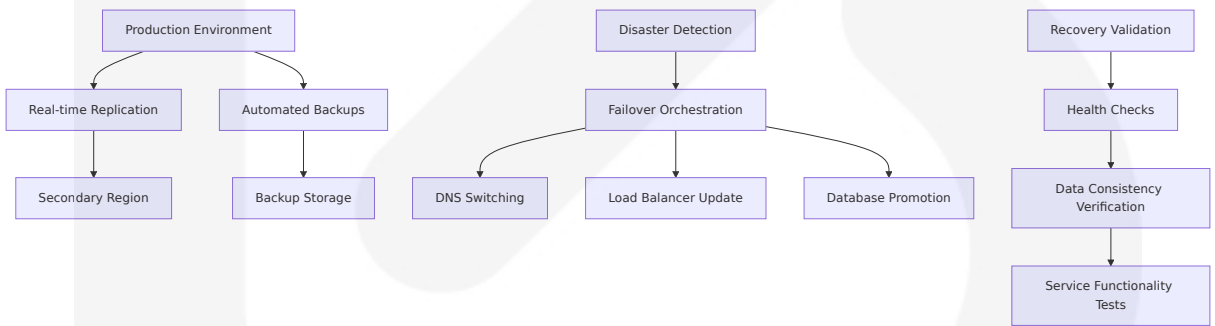 Production Environment
Disaster Detection
Recovery Validation
Real-time Replication
Automated Backups
Failover Orchestration
Health Checks
Secondary Region
Backup Storage
DNS Switching
Load Balancer Update
Database Promotion
Data Consistency
Verification
Service Functionality
Tests